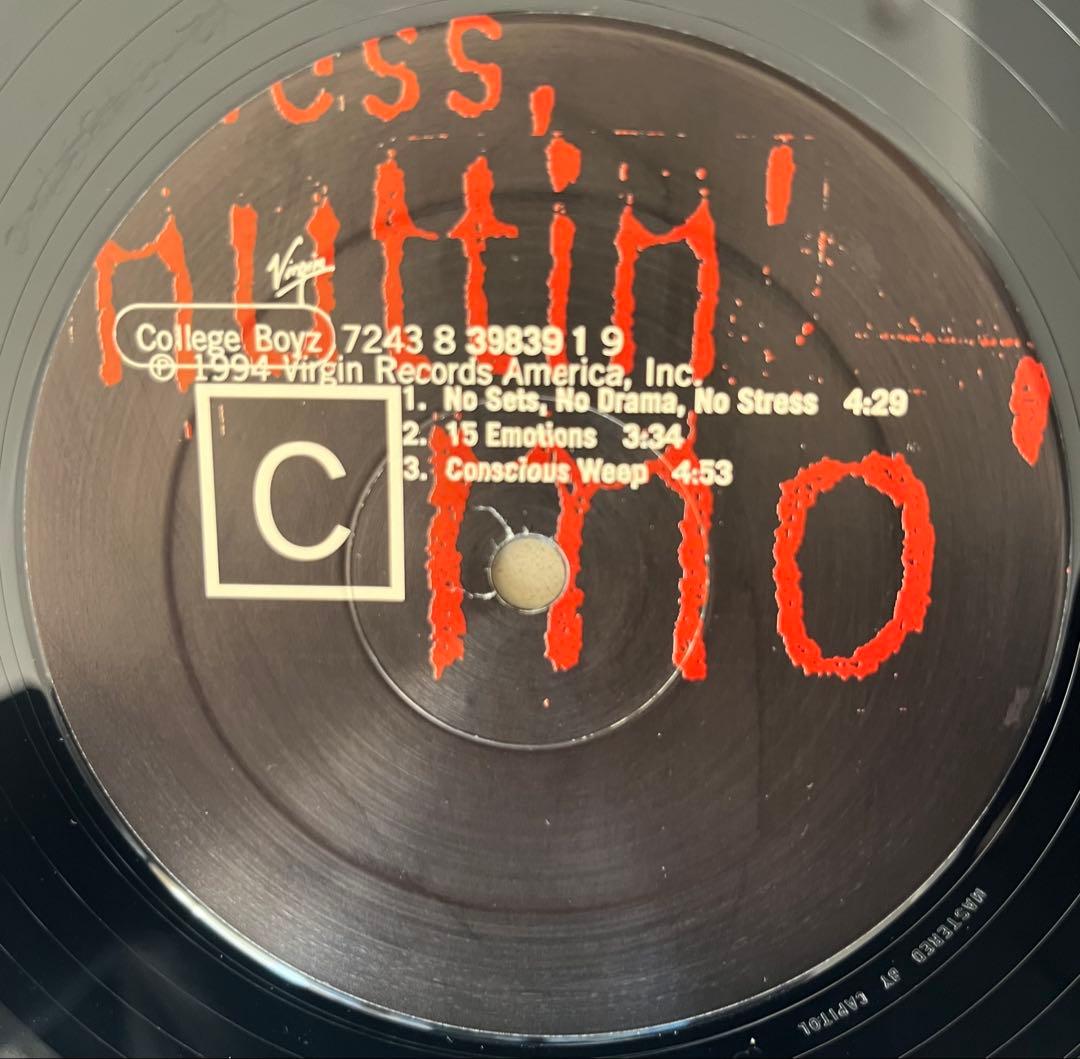 ess,
nuttin'
mo
Virgin
College Boyz 7243 8 39839 1 9
℗ 1994 Virgin Records America, Inc.
C
1. No Sets, No Drama, No Stress 4:29
2. 15 Emotions 3:34
3. Conscious Weep 4:53
MASTERED BY CAPITOL